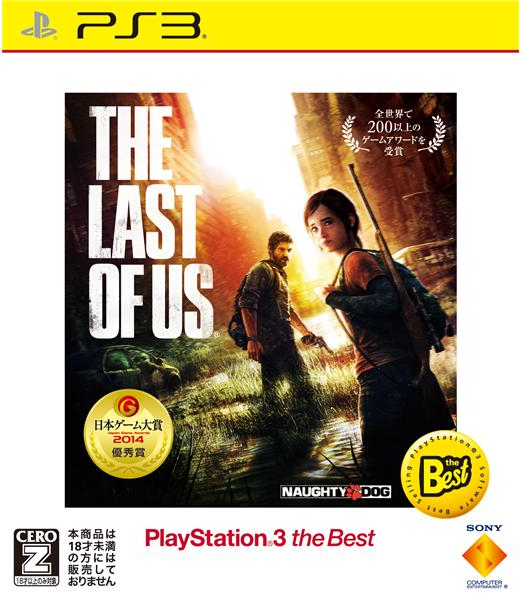 PS3
全世界で
200以上の
ゲームアワードを
受賞
THE
LAST
OF US®
日本ゲーム大賞
Japan Game Awards
2014
優秀賞
the
Best
Best Selling PlayStation®3 Software
NAUGHTY DOG
CERO
Z
18才以上のみ対象
本商品は
18才未満
の方には
販売して
おりません
PlayStation®3 the Best
SONY
COMPUTER
ENTERTAINMENT®